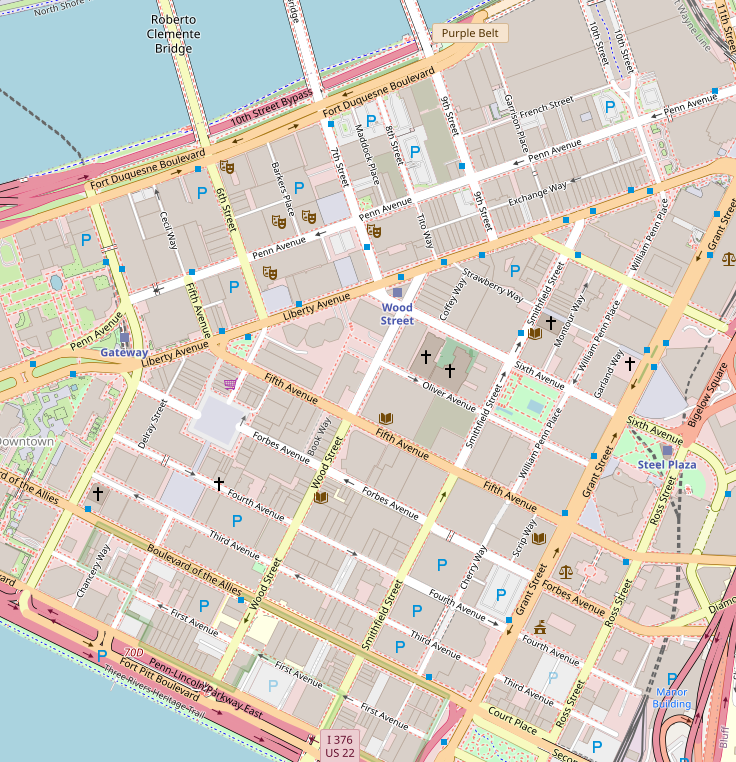 North Shore
Roberto
Clemente
Bridge
Bridge
Purple Belt
10th Street
10th Street
11th Street
t Wayne Line
10th Street Bypass
Fort Duquesne Boulevard
9th Street
Garrison Place
French Street
Penn Avenue
Maddock Place
8th Street
7th Street
Penn Avenue
Fort Duquesne Boulevard
Barkers Place
6th Street
Exchange Way
9th Street
Penn Avenue
Tito Way
Cecil Way
William Penn Place
Grant Street
Penn Avenue
Strawberry Way
Coffey Way
Smithfield Street
Fifth Avenue
Liberty Avenue
Wood
Street
Montour Way
William Penn Place
Penn Avenue
Gateway
Liberty Avenue
Garland Way
Sixth Avenue
Bigelow Square
Fifth Avenue
Oliver Avenue
Delray Street
Smithfield Street
Book Way
Sixth Avenue
Downtown
Forbes Avenue
Fifth Avenue
William Penn Place
Wood Street
Grant Street
Steel Plaza
rd of the Allies
Fourth Avenue
Forbes Avenue
Fifth Avenue
Ross Street
Third Avenue
Scrip Way
Chancery Way
Boulevard of the Allies
Cherry Way
ard
Wood Street
Grant Street
Forbes Avenue
Ross Street
Fourth Avenue
Diamo
First Avenue
Smithfield Street
Third Avenue
Fourth Avenue
70D
Penn-Lincoln Parkway East
Fort Pitt Boulevard
Three Rivers Heritage Trail
First Avenue
Third Avenue
Ross Street
Manor
Building
First Avenue
Court Place
Bluff
I 376
US 22
Secon